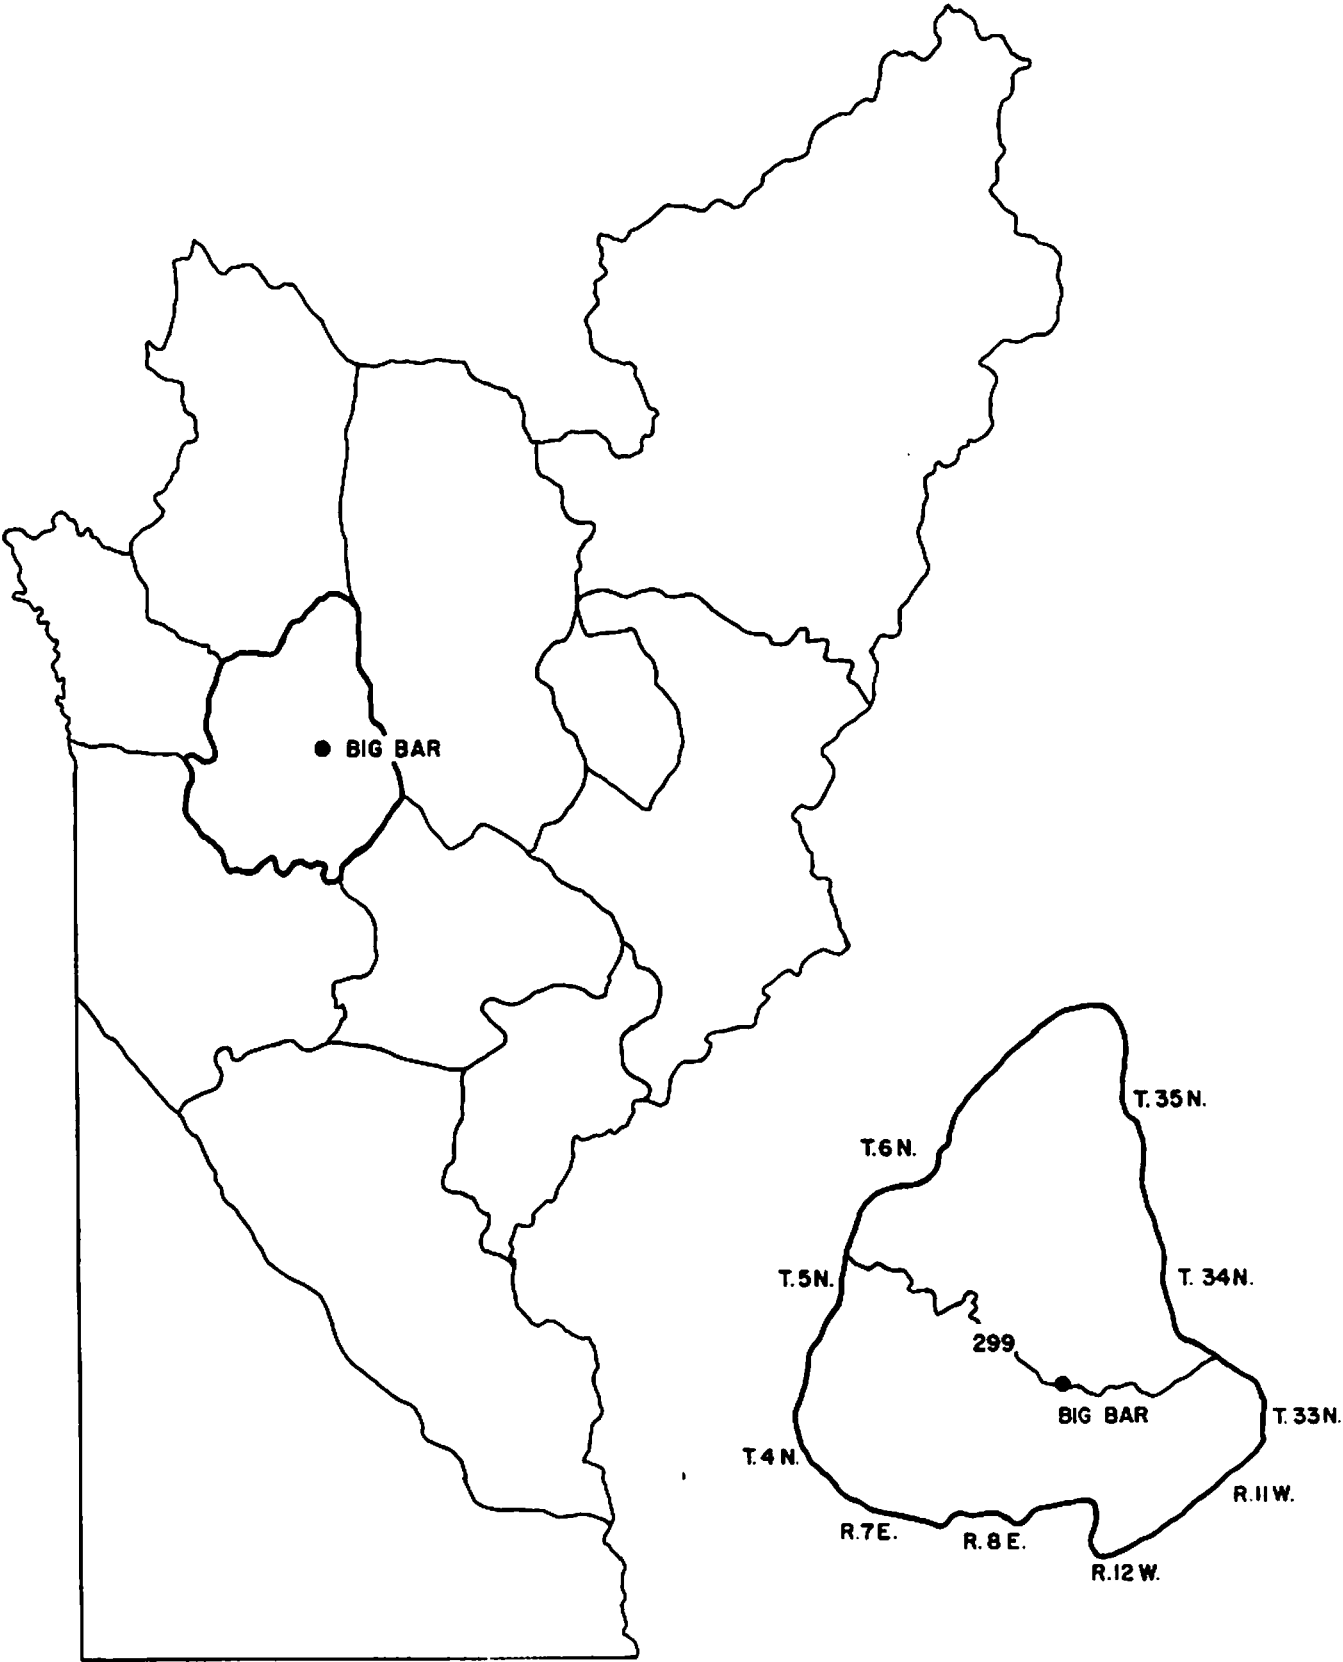 BIG BAR
T. 35 N.
T. 6 N.
T. 5 N.
T. 34 N.
299
BIG BAR
T. 33 N.
T. 4 N.
R. 11 W.
R. 7 E.
R. 8 E.
R. 12 W.